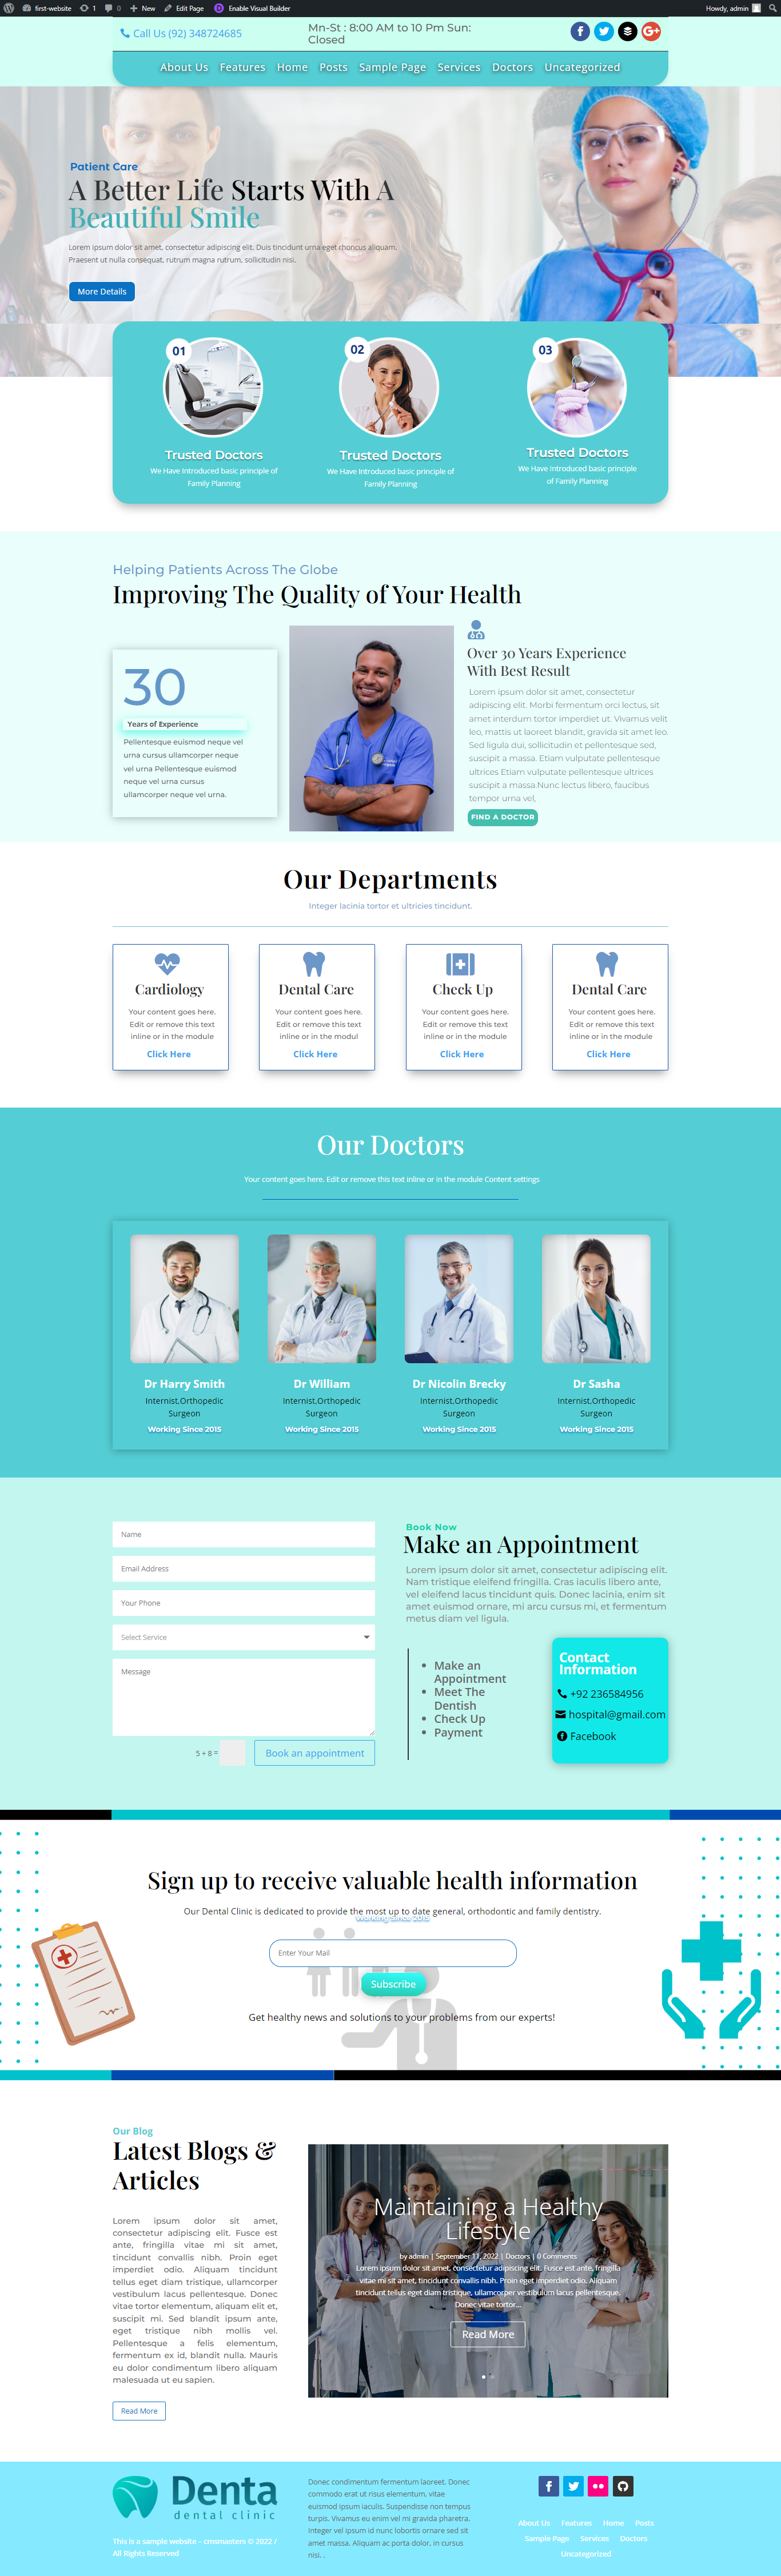 first-website 1 0 New Edit Page Enable Visual Builder Howdy, admin
Call Us (92) 348724685
Mn-St : 8:00 AM to 10 Pm Sun:
Closed
About Us Features Home Posts Sample Page Services Doctors Uncategorized
Patient Care
A Better Life Starts With A
Beautiful Smile
Lorem ipsum dolor sit amet, consectetur adipiscing elit. Duis tincidunt urna eget rhoncus aliquam.
Praesent ut nulla consequat, rutrum magna rutrum, sollicitudin nisi.
More Details
01
02
03
Trusted Doctors
We Have Introduced basic principle of
Family Planning
Trusted Doctors
We Have Introduced basic principle of
Family Planning
Trusted Doctors
We Have Introduced basic principle
of Family Planning
Helping Patients Across The Globe
Improving The Quality of Your Health
30
Years of Experience
Pellentesque euismod neque vel
urna cursus ullamcorper neque
vel urna Pellentesque euismod
neque vel urna cursus
ullamcorper neque vel urna.
Over 30 Years Experience
With Best Result
Lorem ipsum dolor sit amet, consectetur
adipiscing elit. Morbi fermentum orci lectus, sit
amet interdum tortor imperdiet ut. Vivamus velit
leo, mattis ut laoreet blandit, gravida sit amet leo.
Sed ligula dui, sollicitudin et pellentesque sed,
suscipit a massa. Etiam vulputate pellentesque
ultrices Etiam vulputate pellentesque ultrices
suscipit a massa.Nunc lectus libero, faucibus
tempor urna vel,
FIND A DOCTOR
Our Departments
Integer lacinia tortor et ultricies tincidunt.
Cardiology
Your content goes here.
Edit or remove this text
inline or in the module
Click Here
Dental Care
Your content goes here.
Edit or remove this text
inline or in the modul
Click Here
Check Up
Your content goes here.
Edit or remove this text
inline or in the module
Click Here
Dental Care
Your content goes here.
Edit or remove this text
inline or in the module
Click Here
Our Doctors
Your content goes here. Edit or remove this text inline or in the module Content settings
Dr Harry Smith
Internist,Orthopedic
Surgeon
Working Since 2015
Dr William
Internist,Orthopedic
Surgeon
Working Since 2015
Dr Nicolin Brecky
Internist,Orthopedic
Surgeon
Working Since 2015
Dr Sasha
Internist,Orthopedic
Surgeon
Working Since 2015
Name
Email Address
Your Phone
Select Service
Message
5 + 8 =
Book an appointment
Book Now
Make an Appointment
Lorem ipsum dolor sit amet, consectetur adipiscing elit.
Nam tristique eleifend fringilla. Cras iaculis libero ante,
vel eleifend lacus tincidunt quis. Donec lacinia, enim sit
amet euismod ornare, mi arcu cursus mi, et fermentum
metus diam vel ligula.
Make an
Appointment
Meet The
Dentish
Check Up
Payment
Contact
Information
+92 236584956
hospital@gmail.com
Facebook
Sign up to receive valuable health information
Our Dental Clinic is dedicated to provide the most up to date general, orthodontic and family dentistry.
Working Since 2015
Enter Your Mail
Subscribe
Get healthy news and solutions to your problems from our experts!
Our Blog
Latest Blogs &
Articles
Lorem ipsum dolor sit amet,
consectetur adipiscing elit. Fusce est
ante, fringilla vitae mi sit amet,
tincidunt convallis nibh. Proin eget
imperdiet odio. Aliquam tincidunt
tellus eget diam tristique, ullamcorper
vestibulum lacus pellentesque. Donec
vitae tortor elementum, aliquam elit et,
suscipit mi. Sed blandit ipsum ante,
eget tristique nibh mollis vel.
Pellentesque a felis elementum,
fermentum ex id, blandit nulla. Mauris
eu dolor condimentum libero aliquam
malesuada ut eu sapien.
Read More
Maintaining a Healthy
Lifestyle
by admin | September 11, 2022 | Doctors | 0 Comments
Lorem ipsum dolor sit amet, consectetur adipiscing elit. Fusce est ante, fringilla
vitae mi sit amet, tincidunt convallis nibh. Proin eget imperdiet odio. Aliquam
tincidunt tellus eget diam tristique, ullamcorper vestibulum lacus pellentesque.
Donec vitae tortor...
Read More
Denta
dental clinic
This is a sample website – cmsmasters © 2022 /
All Rights Reserved
Donec condimentum fermentum laoreet. Donec
commodo erat ut risus elementum, vitae
euismod ipsum iaculis. Suspendisse non tempus
turpis. Vivamus eu enim vel mi gravida pharetra.
Integer vel ipsum id nunc lobortis ornare sed sit
amet massa. Aliquam ac porta dolor, in cursus
nisi. .
About Us Features Home Posts
Sample Page Services Doctors
Uncategorized